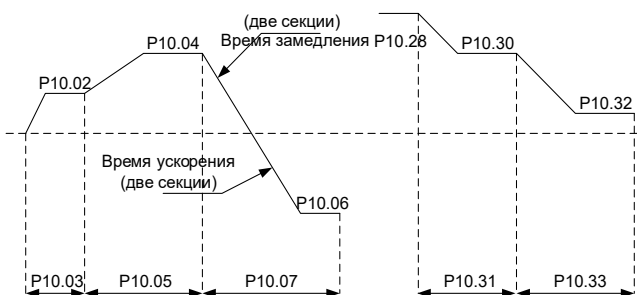 (две секции)
Время замедления P10.28
P10.04
P10.30
P10.02
P10.32
Время ускорения
(две секции)
P10.06
P10.03
P10.05
P10.07
P10.31
P10.33